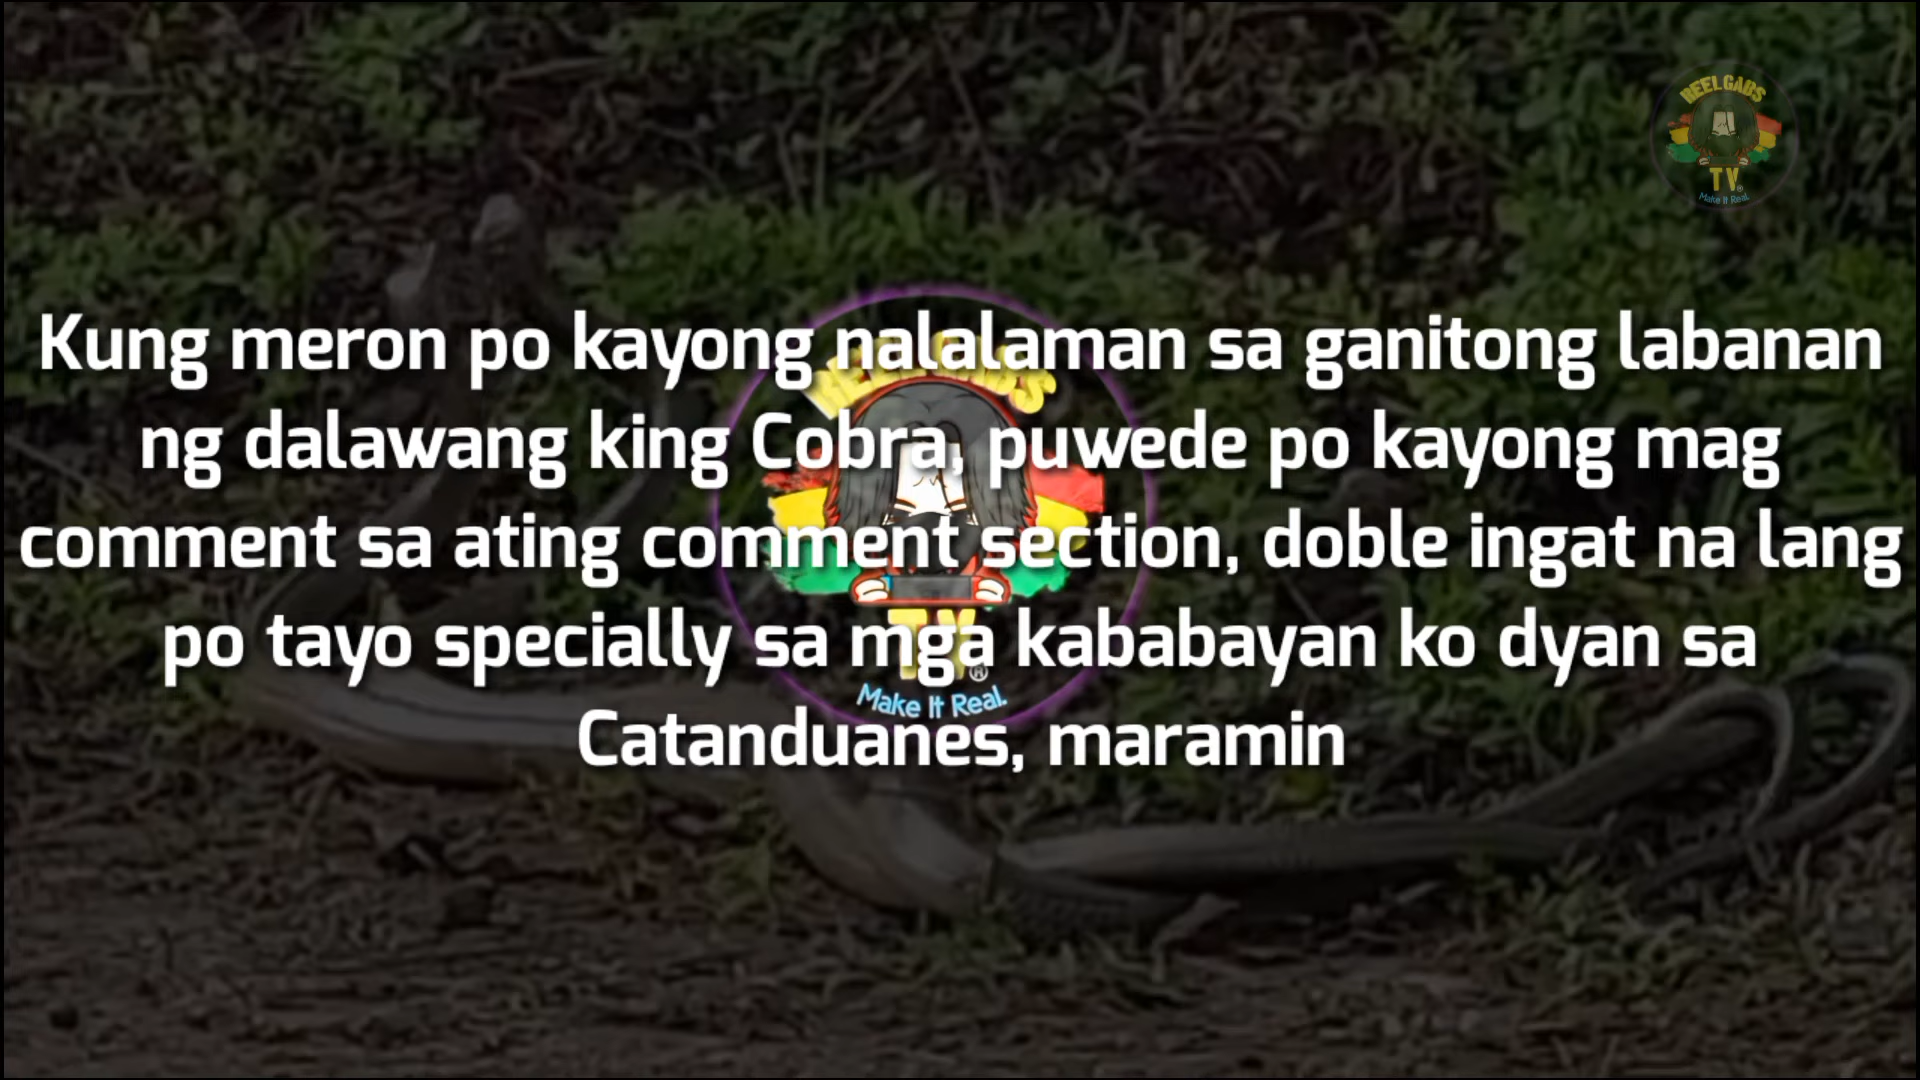 REELGABS
TV®
Make It Real.
Kung meron po kayong nalalaman sa ganitong labanan
ng dalawang king Cobra, puwede po kayong mag
comment sa ating comment section, doble ingat na lang
po tayo specially sa mga kababayan ko dyan sa
Catanduanes, maramin
®
Make It Real.